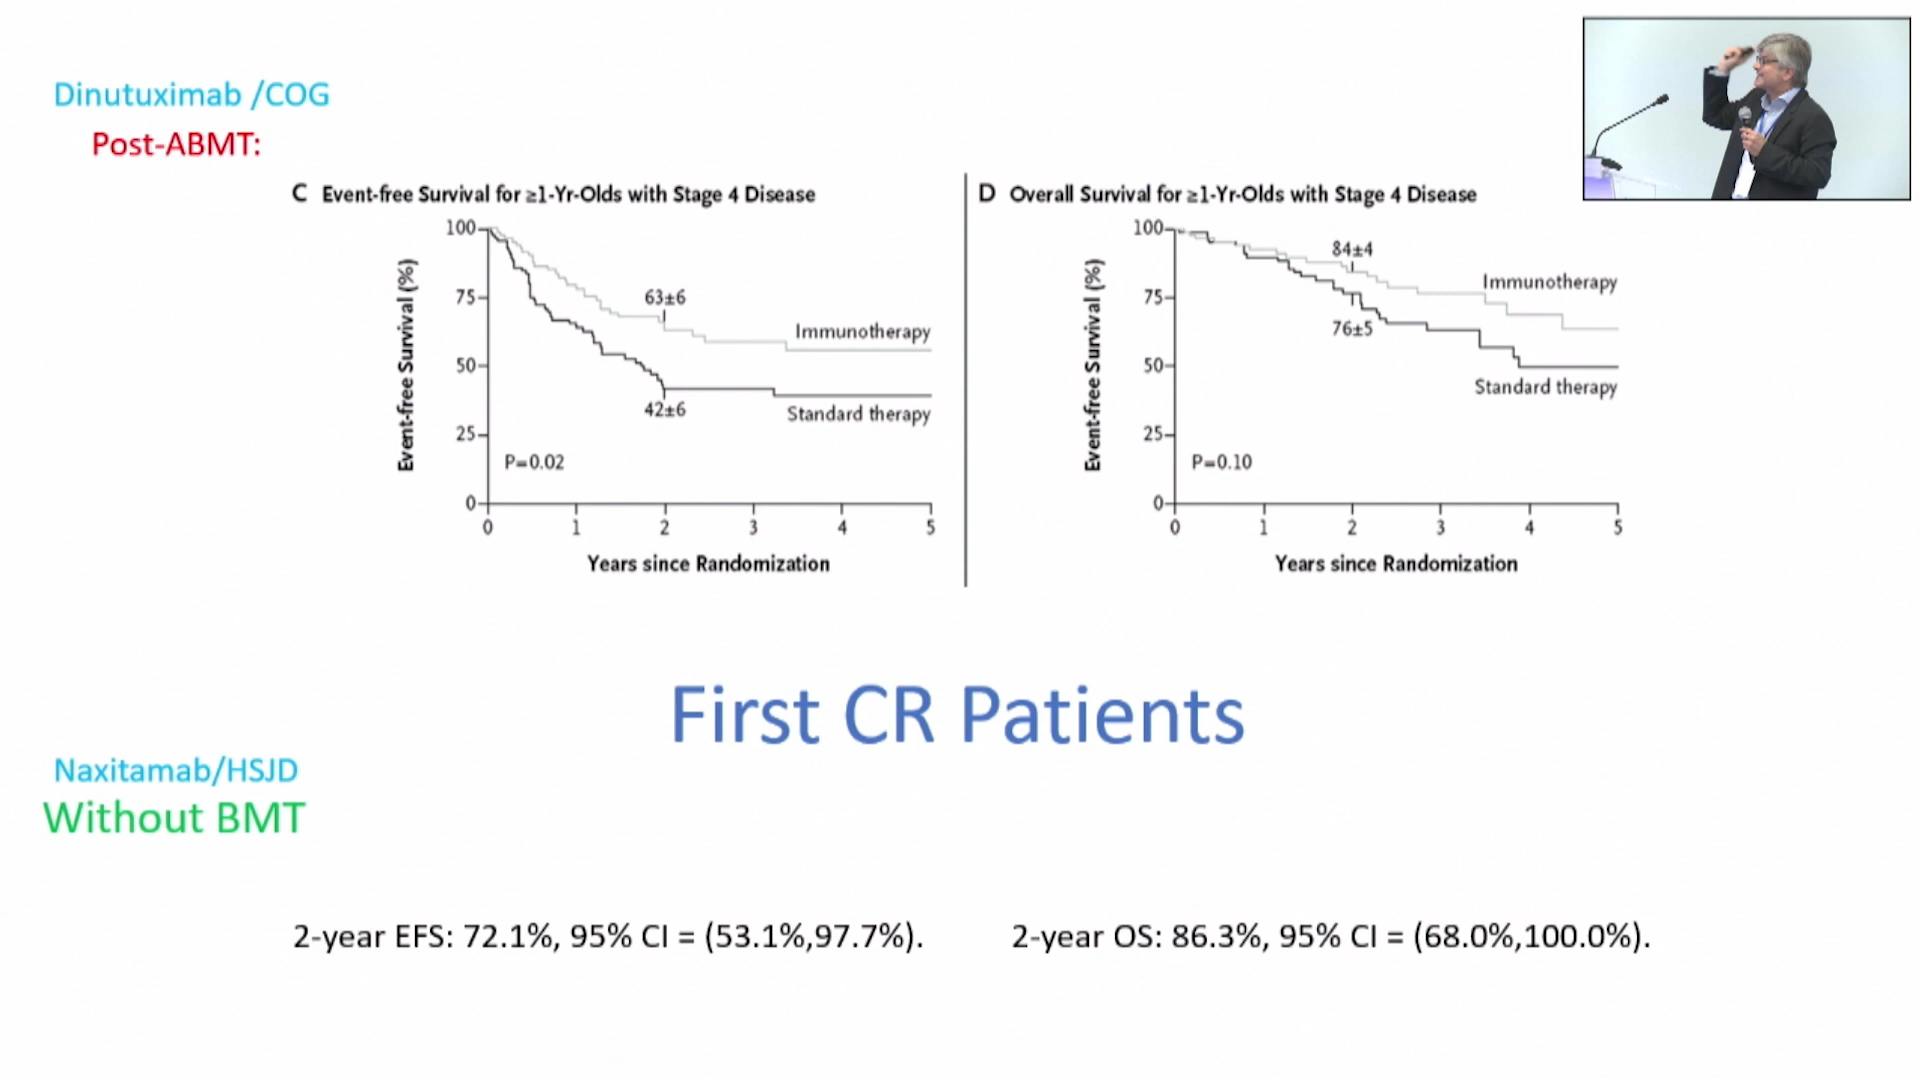 Dinutuximab /COG
Post-ABMT:
C Event-free Survival for ≥1-Yr-Olds with Stage 4 Disease
Event-free Survival (%)
100
75
50
25
0
63±6
42±6
Immunotherapy
Standard therapy
P=0.02
0 1 2 3 4 5
Years since Randomization
D Overall Survival for ≥1-Yr-Olds with Stage 4 Disease
Event-free Survival (%)
100
75
50
25
0
84±4
76±5
Immunotherapy
Standard therapy
P=0.10
0 1 2 3 4 5
Years since Randomization
First CR Patients
Naxitamab/HSJD
Without BMT
2-year EFS: 72.1%, 95% CI = (53.1%,97.7%).
2-year OS: 86.3%, 95% CI = (68.0%,100.0%).